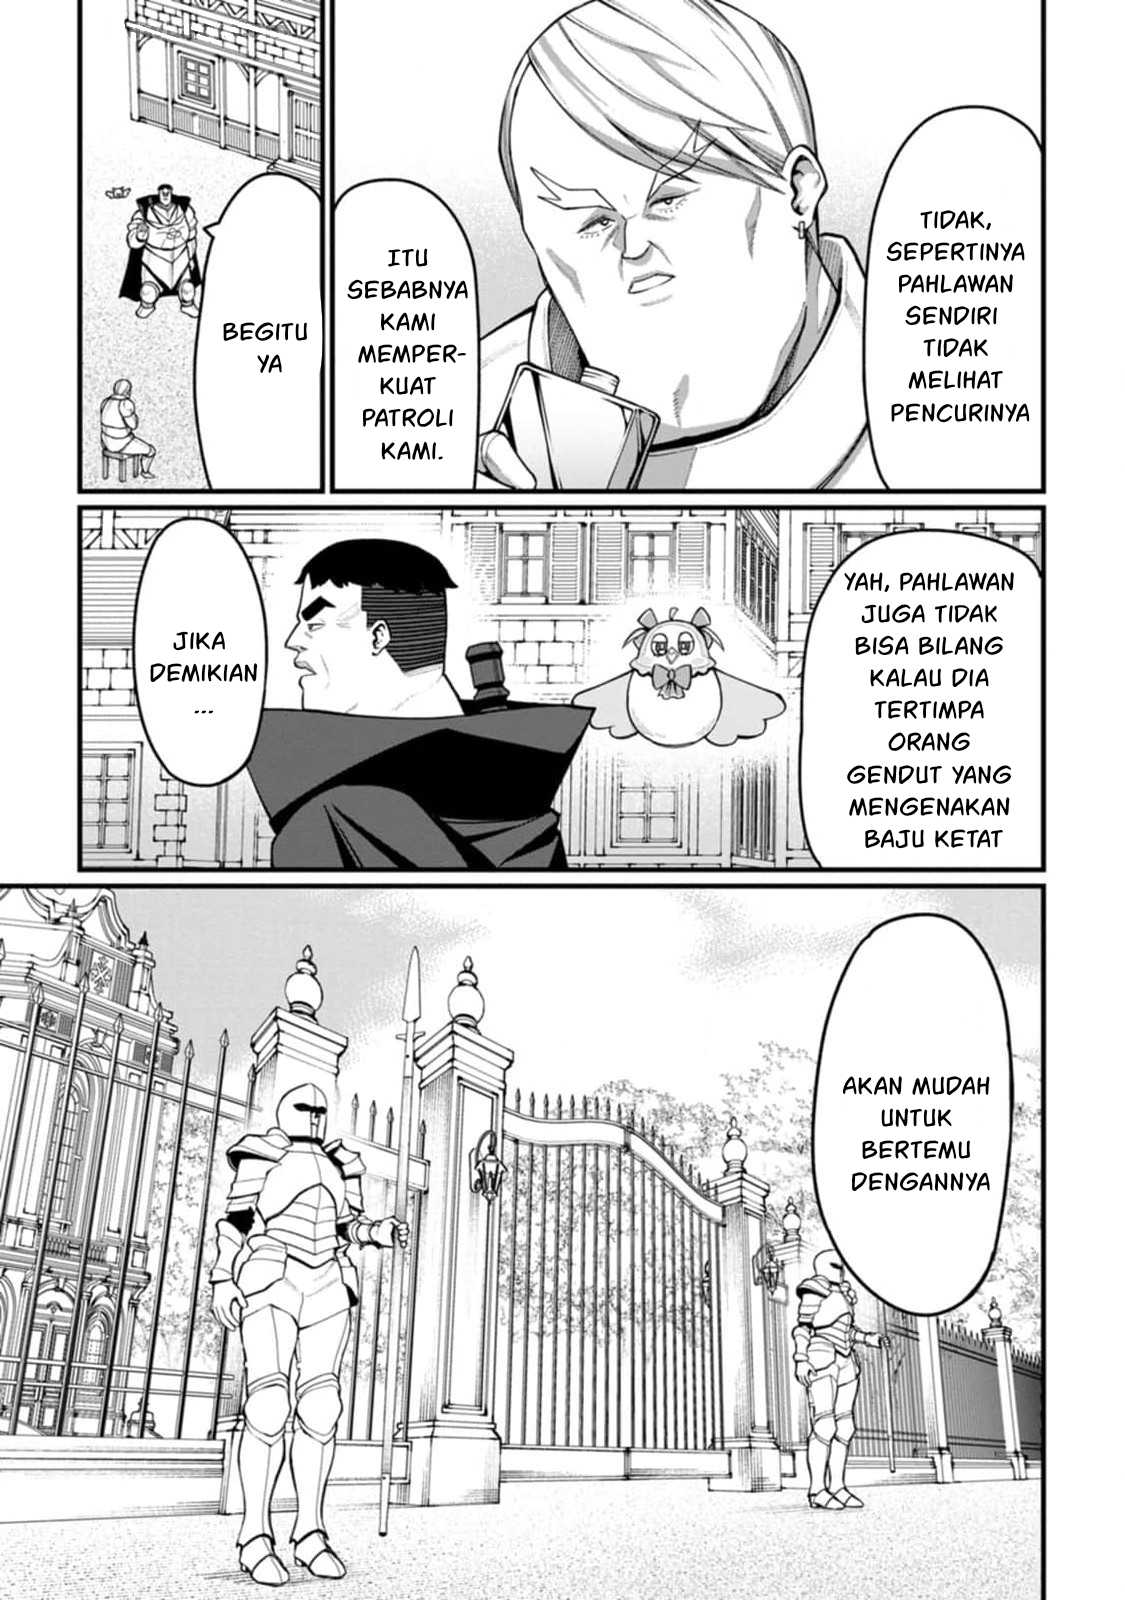 TIDAK,
SEPERTINYA
PAHLAWAN
SENDIRI
TIDAK
MELIHAT
PENCURINYA
ITU
SEBABNYA
KAMI
MEMPER-
KUAT
PATROLI
KAMI.
BEGITU
YA
YAH, PAHLAWAN
JUGA TIDAK
BISA BILANG
KALAU DIA
TERTIMPA
ORANG
GENDUT YANG
MENGENAKAN
BAJU KETAT
JIKA
DEMIKIAN
...
AKAN MUDAH
UNTUK
BERTEMU
DENGANNYA